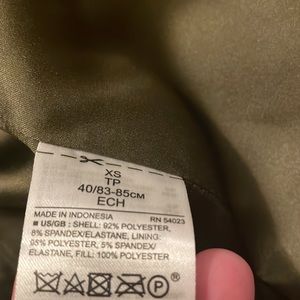 XS
TP
40/83-85CM
ECH
MADE IN INDONESIA RN 54023
■ US/GB : SHELL: 92% POLYESTER,
8% SPANDEX/ELASTANE, LINING:
95% POLYESTER, 5% SPANDEX/
ELASTANE, FILL: 100% POLYESTER
P ®